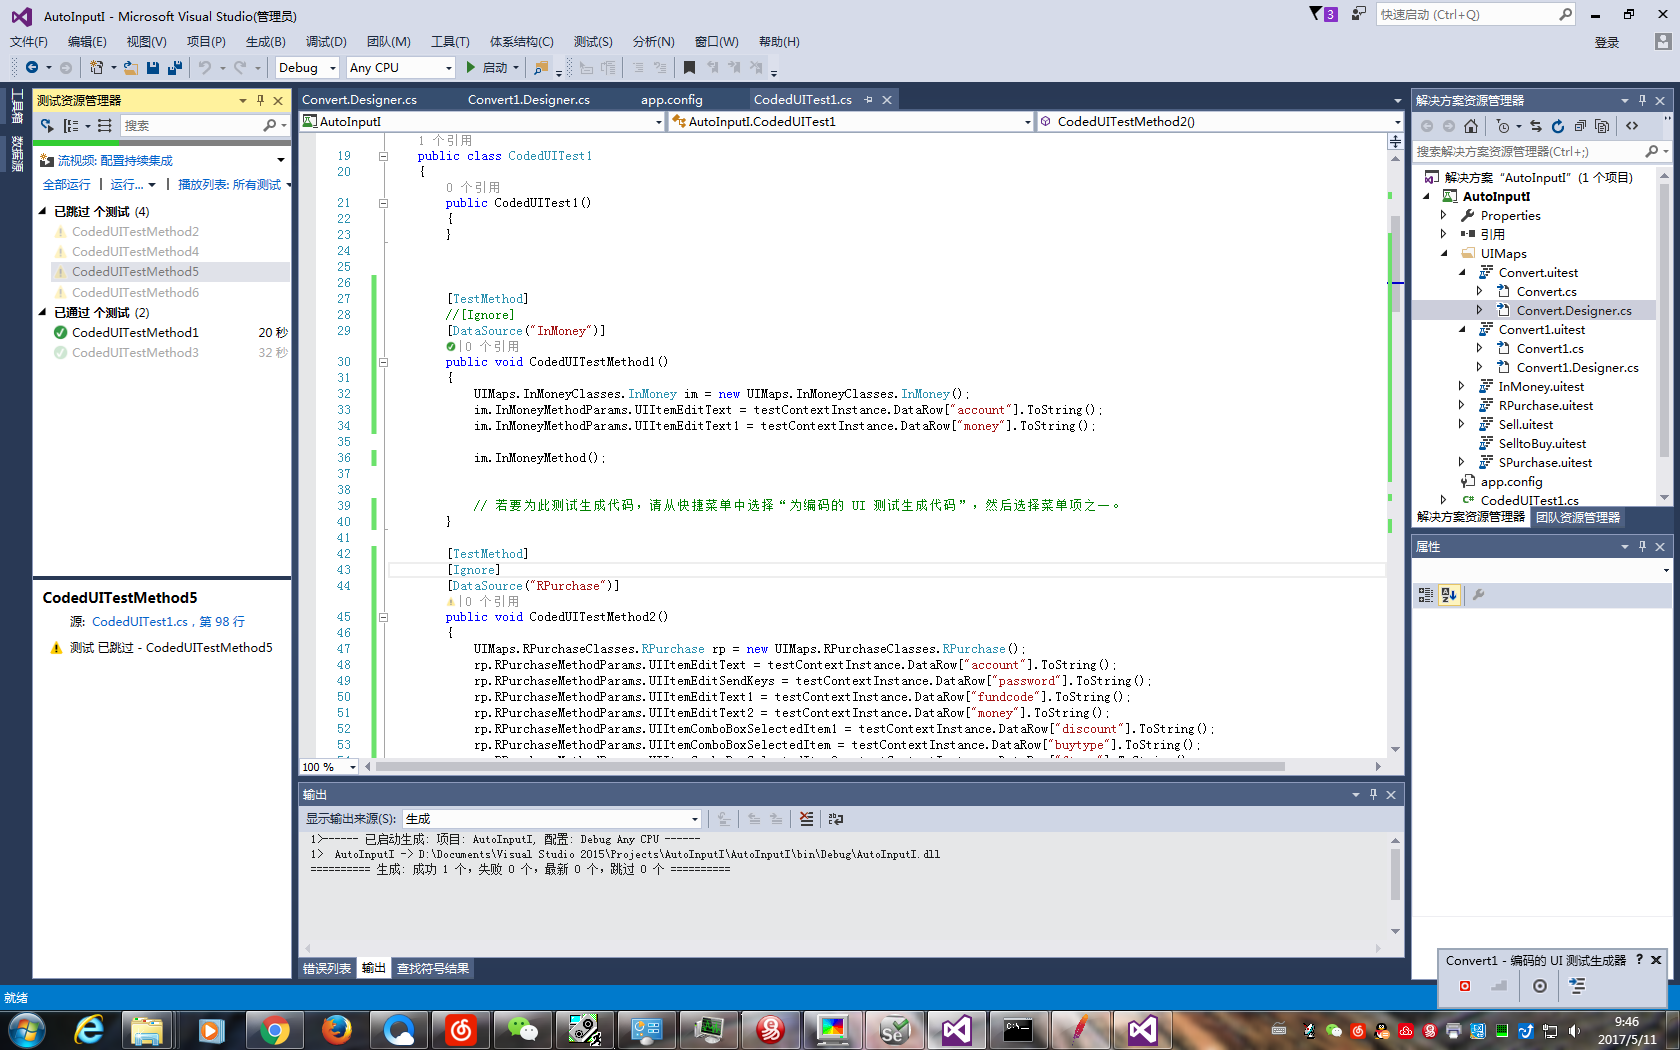 AutoInputI - Microsoft Visual Studio(管理员)
3
快速启动 (Ctrl+Q)
文件(F) 编辑(E) 视图(V) 项目(P) 生成(B) 调试(D) 团队(M) 工具(T) 体系结构(C) 测试(S) 分析(N) 窗口(W) 帮助(H)
登录
Debug Any CPU 启动
工具箱
数据源
测试资源管理器
搜索
流视频: 配置持续集成
全部运行 | 运行... | 播放列表: 所有测试
已跳过 个测试 (4)
CodedUITestMethod2
CodedUITestMethod4
CodedUITestMethod5
CodedUITestMethod6
已通过 个测试 (2)
CodedUITestMethod1 20 秒
CodedUITestMethod3 32 秒
CodedUITestMethod5
源: CodedUITest1.cs，第 98 行
测试 已跳过 - CodedUITestMethod5
Convert.Designer.cs Convert1.Designer.cs app.config CodedUITest1.cs
AutoInputI AutoInputI.CodedUITest1 CodedUITestMethod2()
1 个引用
19 public class CodedUITest1
20 {
0 个引用
21 public CodedUITest1()
22 {
23 }
24
25
26
27 [TestMethod]
28 //[Ignore]
29 [DataSource("InMoney")]
|0 个引用
30 public void CodedUITestMethod1()
31 {
32 UIMaps.InMoneyClasses.InMoney im = new UIMaps.InMoneyClasses.InMoney();
33 im.InMoneyMethodParams.UIItemEditText = testContextInstance.DataRow["account"].ToString();
34 im.InMoneyMethodParams.UIItemEditText1 = testContextInstance.DataRow["money"].ToString();
35
36 im.InMoneyMethod();
37
38
39 // 若要为此测试生成代码，请从快捷菜单中选择“为编码的 UI 测试生成代码”，然后选择菜单项之一。
40 }
41
42 [TestMethod]
43 [Ignore]
44 [DataSource("RPurchase")]
|0 个引用
45 public void CodedUITestMethod2()
46 {
47 UIMaps.RPurchaseClasses.RPurchase rp = new UIMaps.RPurchaseClasses.RPurchase();
48 rp.RPurchaseMethodParams.UIItemEditText = testContextInstance.DataRow["account"].ToString();
49 rp.RPurchaseMethodParams.UIItemEditSendKeys = testContextInstance.DataRow["password"].ToString();
50 rp.RPurchaseMethodParams.UIItemEditText1 = testContextInstance.DataRow["fundcode"].ToString();
51 rp.RPurchaseMethodParams.UIItemEditText2 = testContextInstance.DataRow["money"].ToString();
52 rp.RPurchaseMethodParams.UIItemComboBoxSelectedItem1 = testContextInstance.DataRow["discount"].ToString();
53 rp.RPurchaseMethodParams.UIItemComboBoxSelectedItem = testContextInstance.DataRow["buytype"].ToString();
100 %
输出
显示输出来源(S): 生成
1>------ 已启动生成: 项目: AutoInputI, 配置: Debug Any CPU ------
1> AutoInputI -> D:\Documents\Visual Studio 2015\Projects\AutoInputI\AutoInputI\bin\Debug\AutoInputI.dll
========== 生成: 成功 1 个，失败 0 个，最新 0 个，跳过 0 个 ==========
错误列表 输出 查找符号结果
就绪
解决方案资源管理器
搜索解决方案资源管理器(Ctrl+;)
解决方案 "AutoInputI" (1 个项目)
AutoInputI
Properties
引用
UIMaps
Convert.uitest
Convert.cs
Convert.Designer.cs
Convert1.uitest
Convert1.cs
Convert1.Designer.cs
InMoney.uitest
RPurchase.uitest
Sell.uitest
SelltoBuy.uitest
SPurchase.uitest
app.config
CodedUITest1.cs
解决方案资源管理器 团队资源管理器
属性
Convert1 - 编码的 UI 测试生成器 ?
9:46
2017/5/11